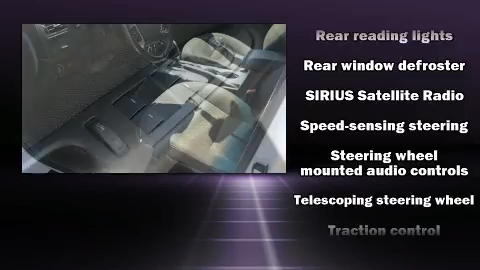 Rear reading lights
Rear window defroster
SIRIUS Satellite Radio
Speed-sensing steering
Steering wheel
mounted audio controls
Telescoping steering wheel
Traction control